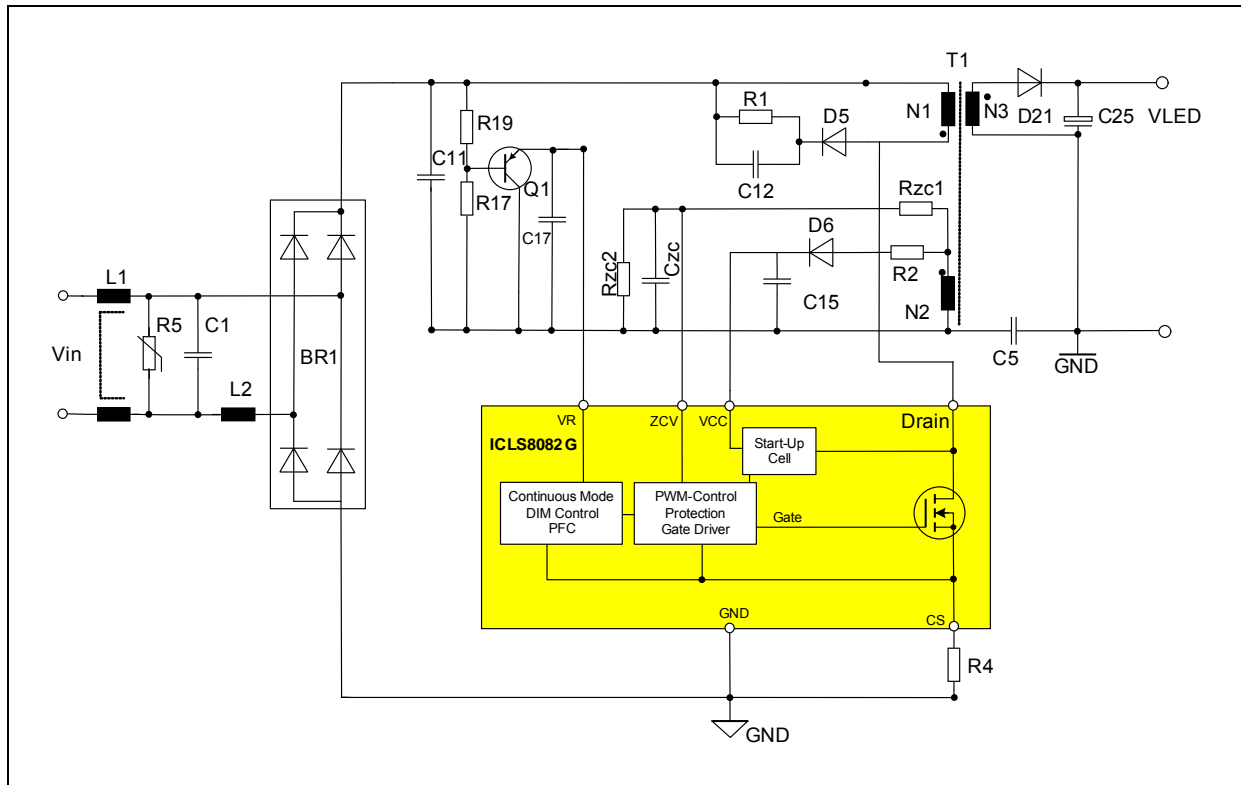 T1
R1
D5
N1
N3
D21
C25
VLED
R19
C11
Q1
R17
C12
C17
Rzc1
D6
Rzc2
Czc
R2
C15
N2
L1
R5
C1
Vin
BR1
L2
C5
GND
VR
ZCV
VCC
Drain
ICLS8082 G
Start-Up
Cell
Continuous Mode
DIM Control
PFC
PWM-Control
Protection
Gate Driver
Gate
GND
CS
R4
GND